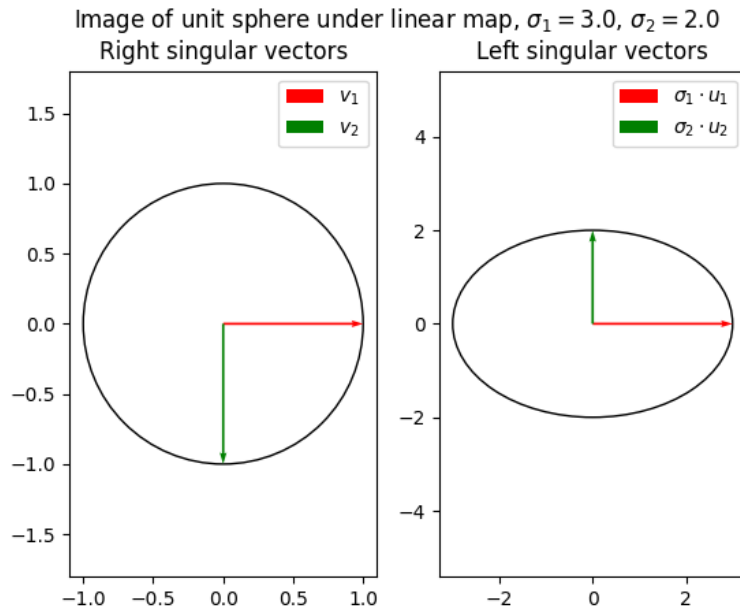 Image of unit sphere under linear map, σ₁ = 3.0, σ₂ = 2.0
Right singular vectors
v₁
v₂
1.5
1.0
0.5
0.0
−0.5
−1.0
−1.5
−1.0
−0.5
0.0
0.5
1.0
Left singular vectors
σ₁ · u₁
σ₂ · u₂
4
2
0
−2
−4
−2
0
2